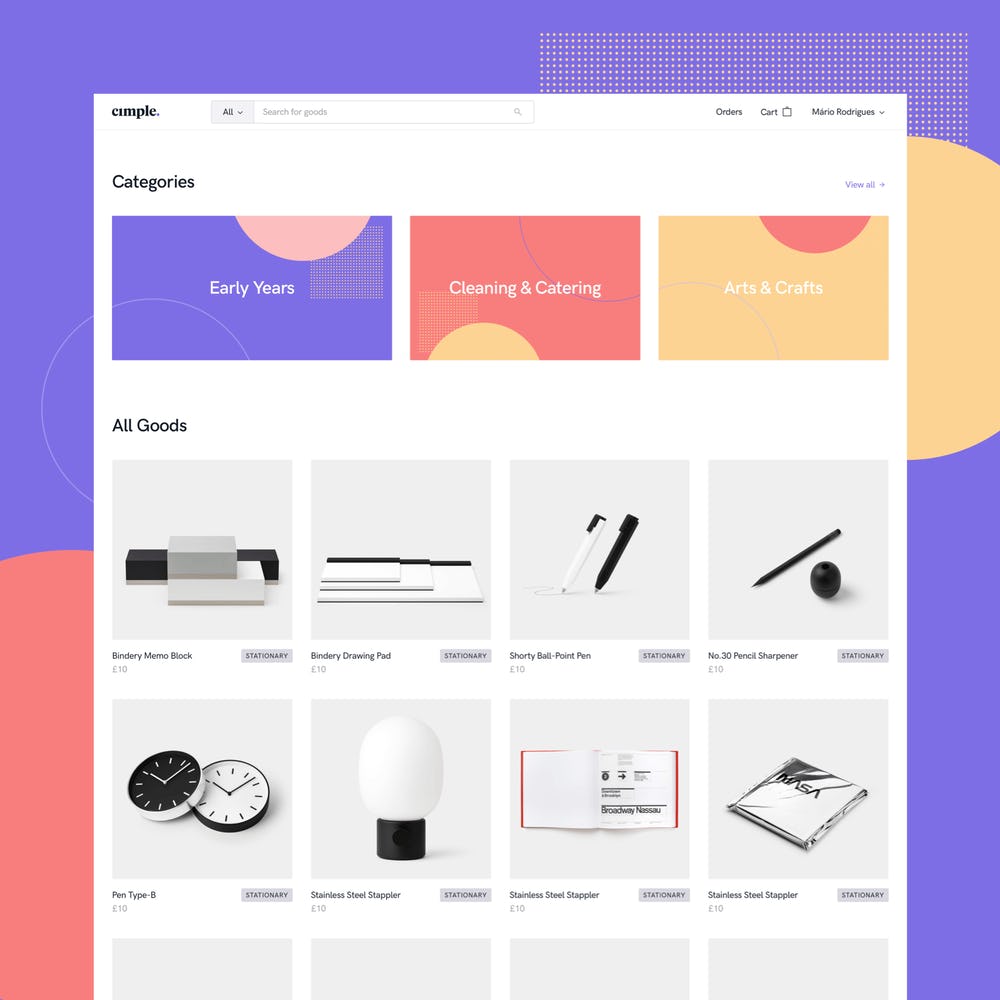 cımple.
All
Search for goods
Orders
Cart
Mário Rodrigues
Categories
View all →
Early Years
Cleaning & Catering
Arts & Crafts
All Goods
Bindery Memo Block
STATIONARY
£10
Bindery Drawing Pad
STATIONARY
£10
Shorty Ball-Point Pen
STATIONARY
£10
No.30 Pencil Sharpener
STATIONARY
£10
Downtown
& Brooklyn
Broadway Nassau
NASA
Pen Type-B
STATIONARY
£10
Stainless Steel Stappler
STATIONARY
£10
Stainless Steel Stappler
STATIONARY
£10
Stainless Steel Stappler
STATIONARY
£10